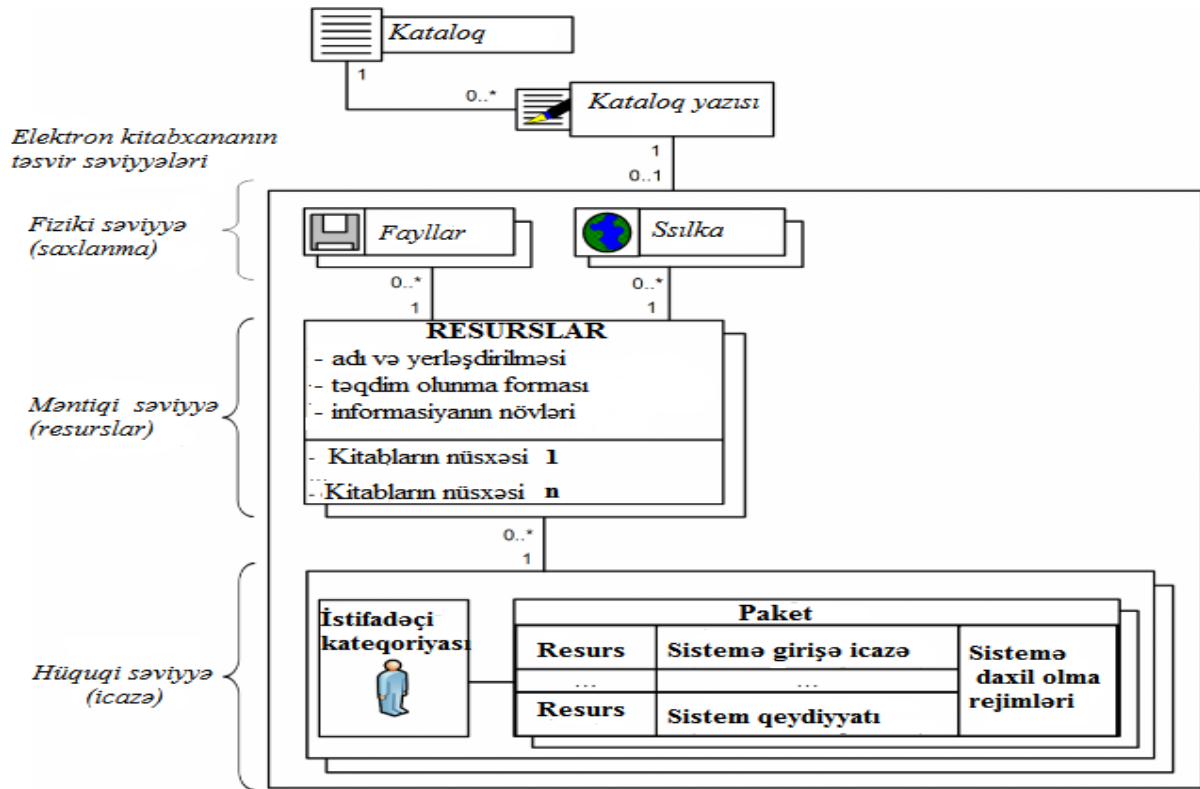 Kataloq
1
0..*
Kataloq yazısı
Elektron kitabxananın
təsvir səviyyələri
1
0..1
Fiziki səviyyə
(saxlanma)
Fayllar
Ssılka
0..*
1
0..*
1
Məntiqi səviyyə
(resurslar)
RESURSLAR
- adı və yerləşdirilməsi
- təqdim olunma forması
- informasiyanın növləri
- Kitabların nüsxəsi 1
...
- Kitabların nüsxəsi n
0..*
1
Hüquqi səviyyə
(icazə)
İstifadəçi
kateqoriyası
Paket
Resurs
Sistemə girişə icazə
Sistemə
daxil olma
rejimləri
...
...
Resurs
Sistem qeydiyyatı